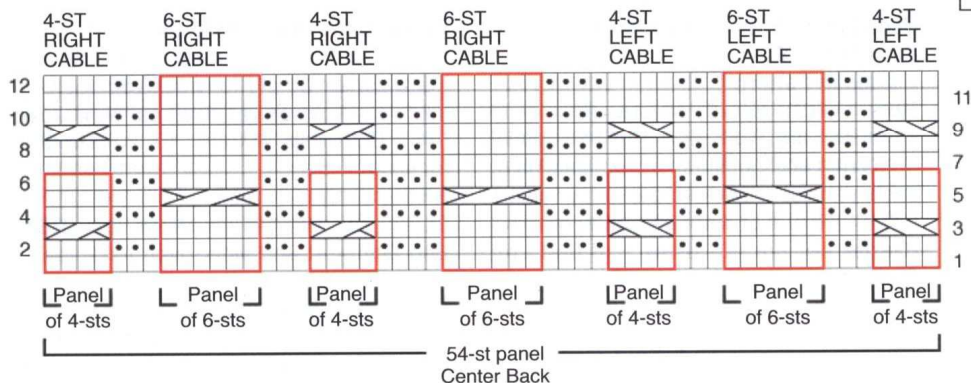 4-ST 6-ST 4-ST 6-ST 4-ST 6-ST 4-ST
RIGHT RIGHT RIGHT RIGHT LEFT LEFT LEFT
CABLE CABLE CABLE CABLE CABLE CABLE CABLE
12
11
10
9
8
7
6
5
4
3
2
1
Panel Panel Panel Panel Panel Panel Panel
of 4-sts of 6-sts of 4-sts of 6-sts of 4-sts of 6-sts of 4-sts
54-st panel
Center Back